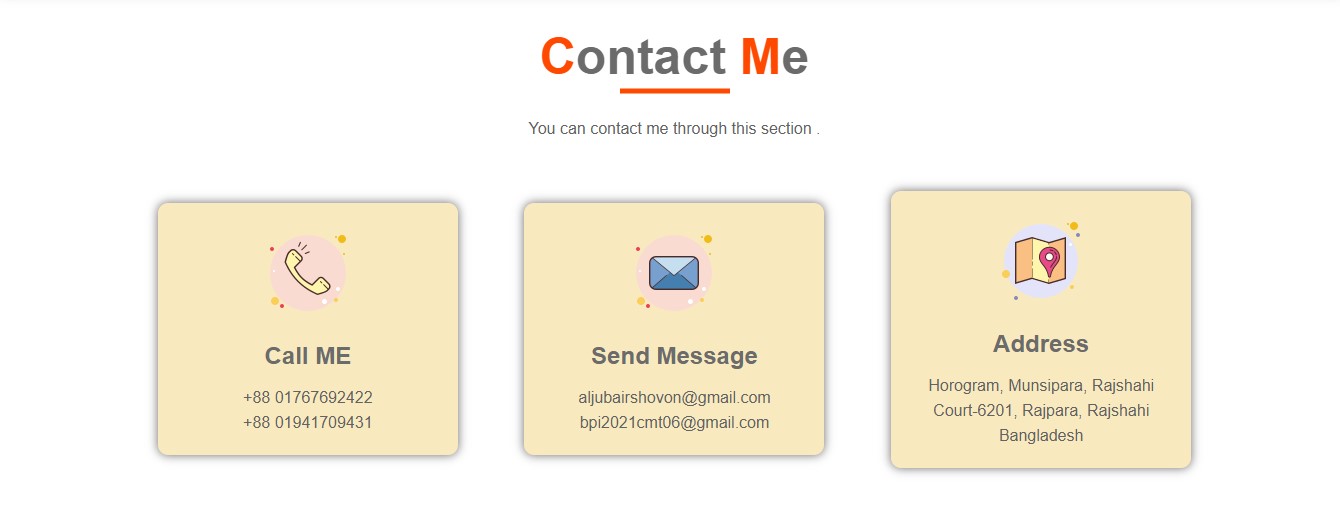 Contact Me
You can contact me through this section .
Call ME
+88 01767692422
+88 01941709431
Send Message
aljubairshovon@gmail.com
bpi2021cmt06@gmail.com
Address
Horogram, Munsipara, Rajshahi
Court-6201, Rajpara, Rajshahi
Bangladesh